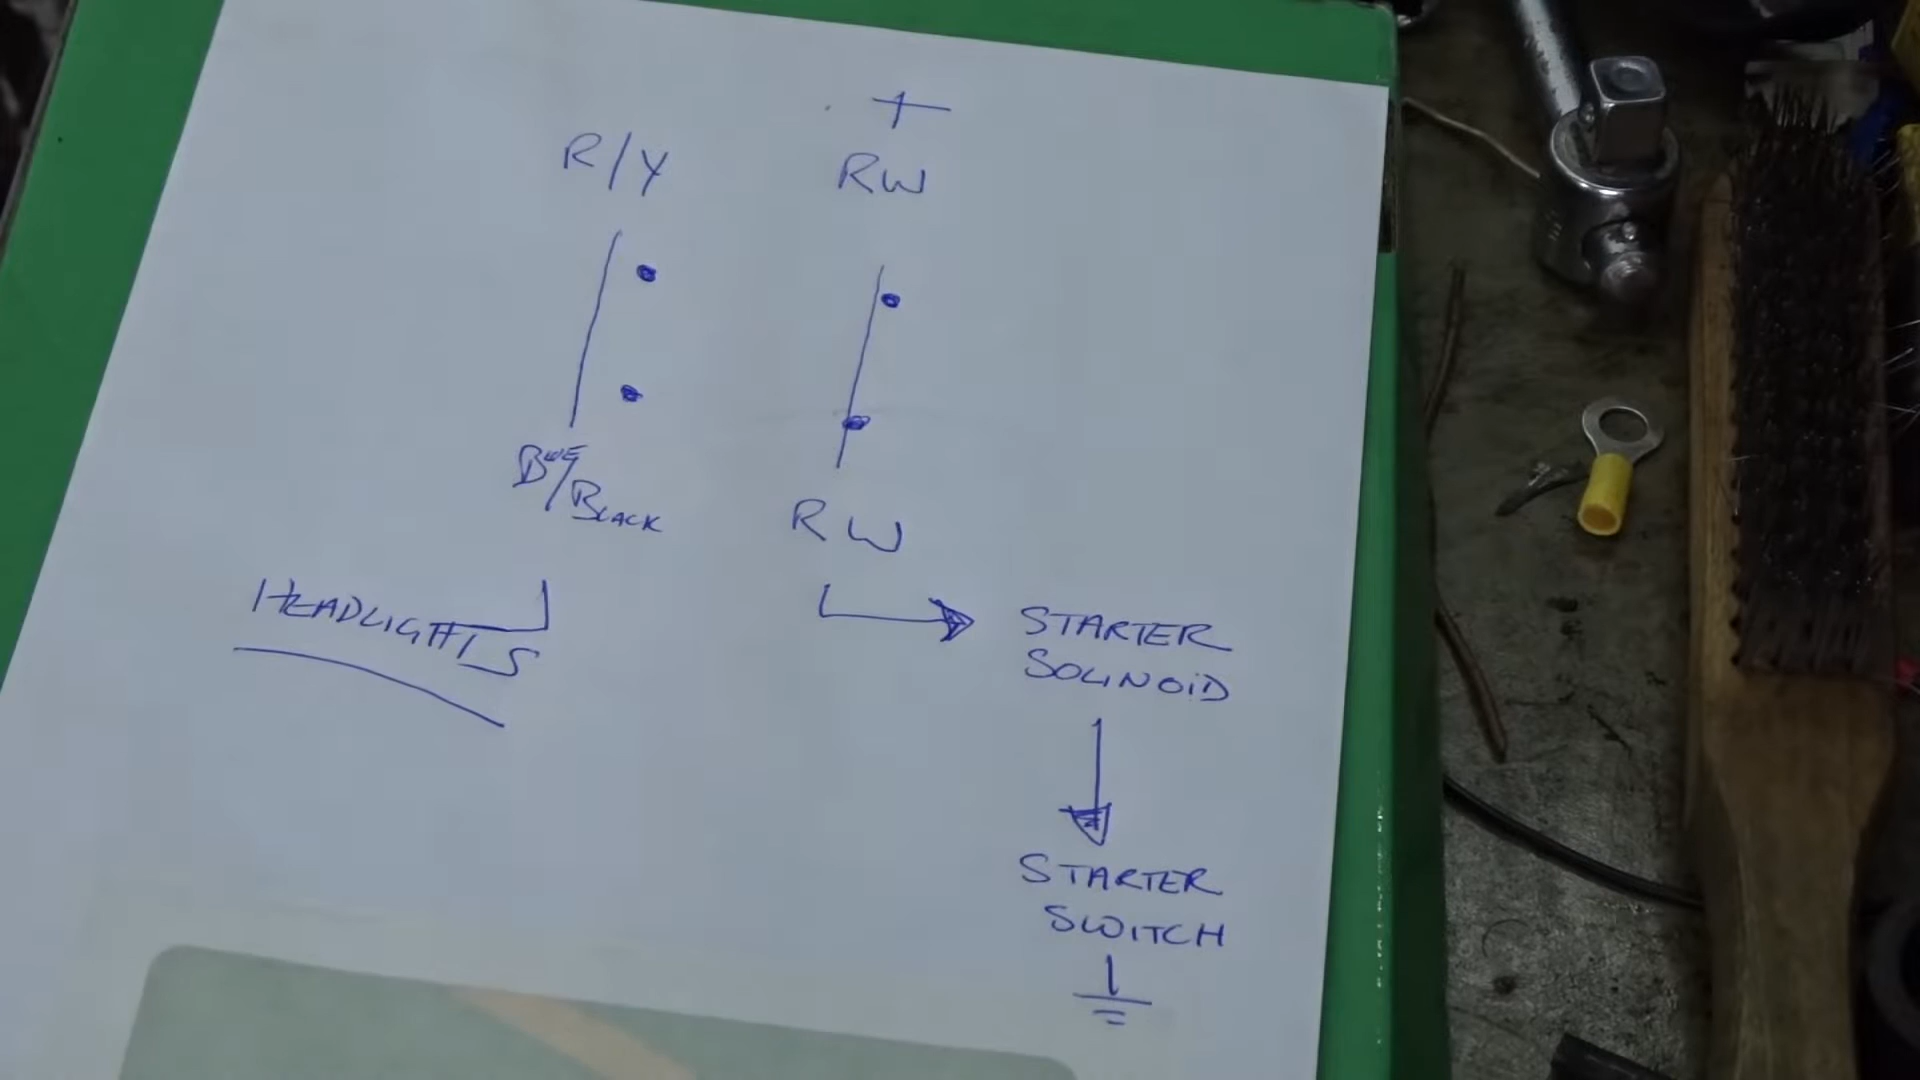 +
R/Y
RW
BLUE/BLACK
RW
HEADLIGHTS
STARTER
SOLINOID
STARTER
SWITCH